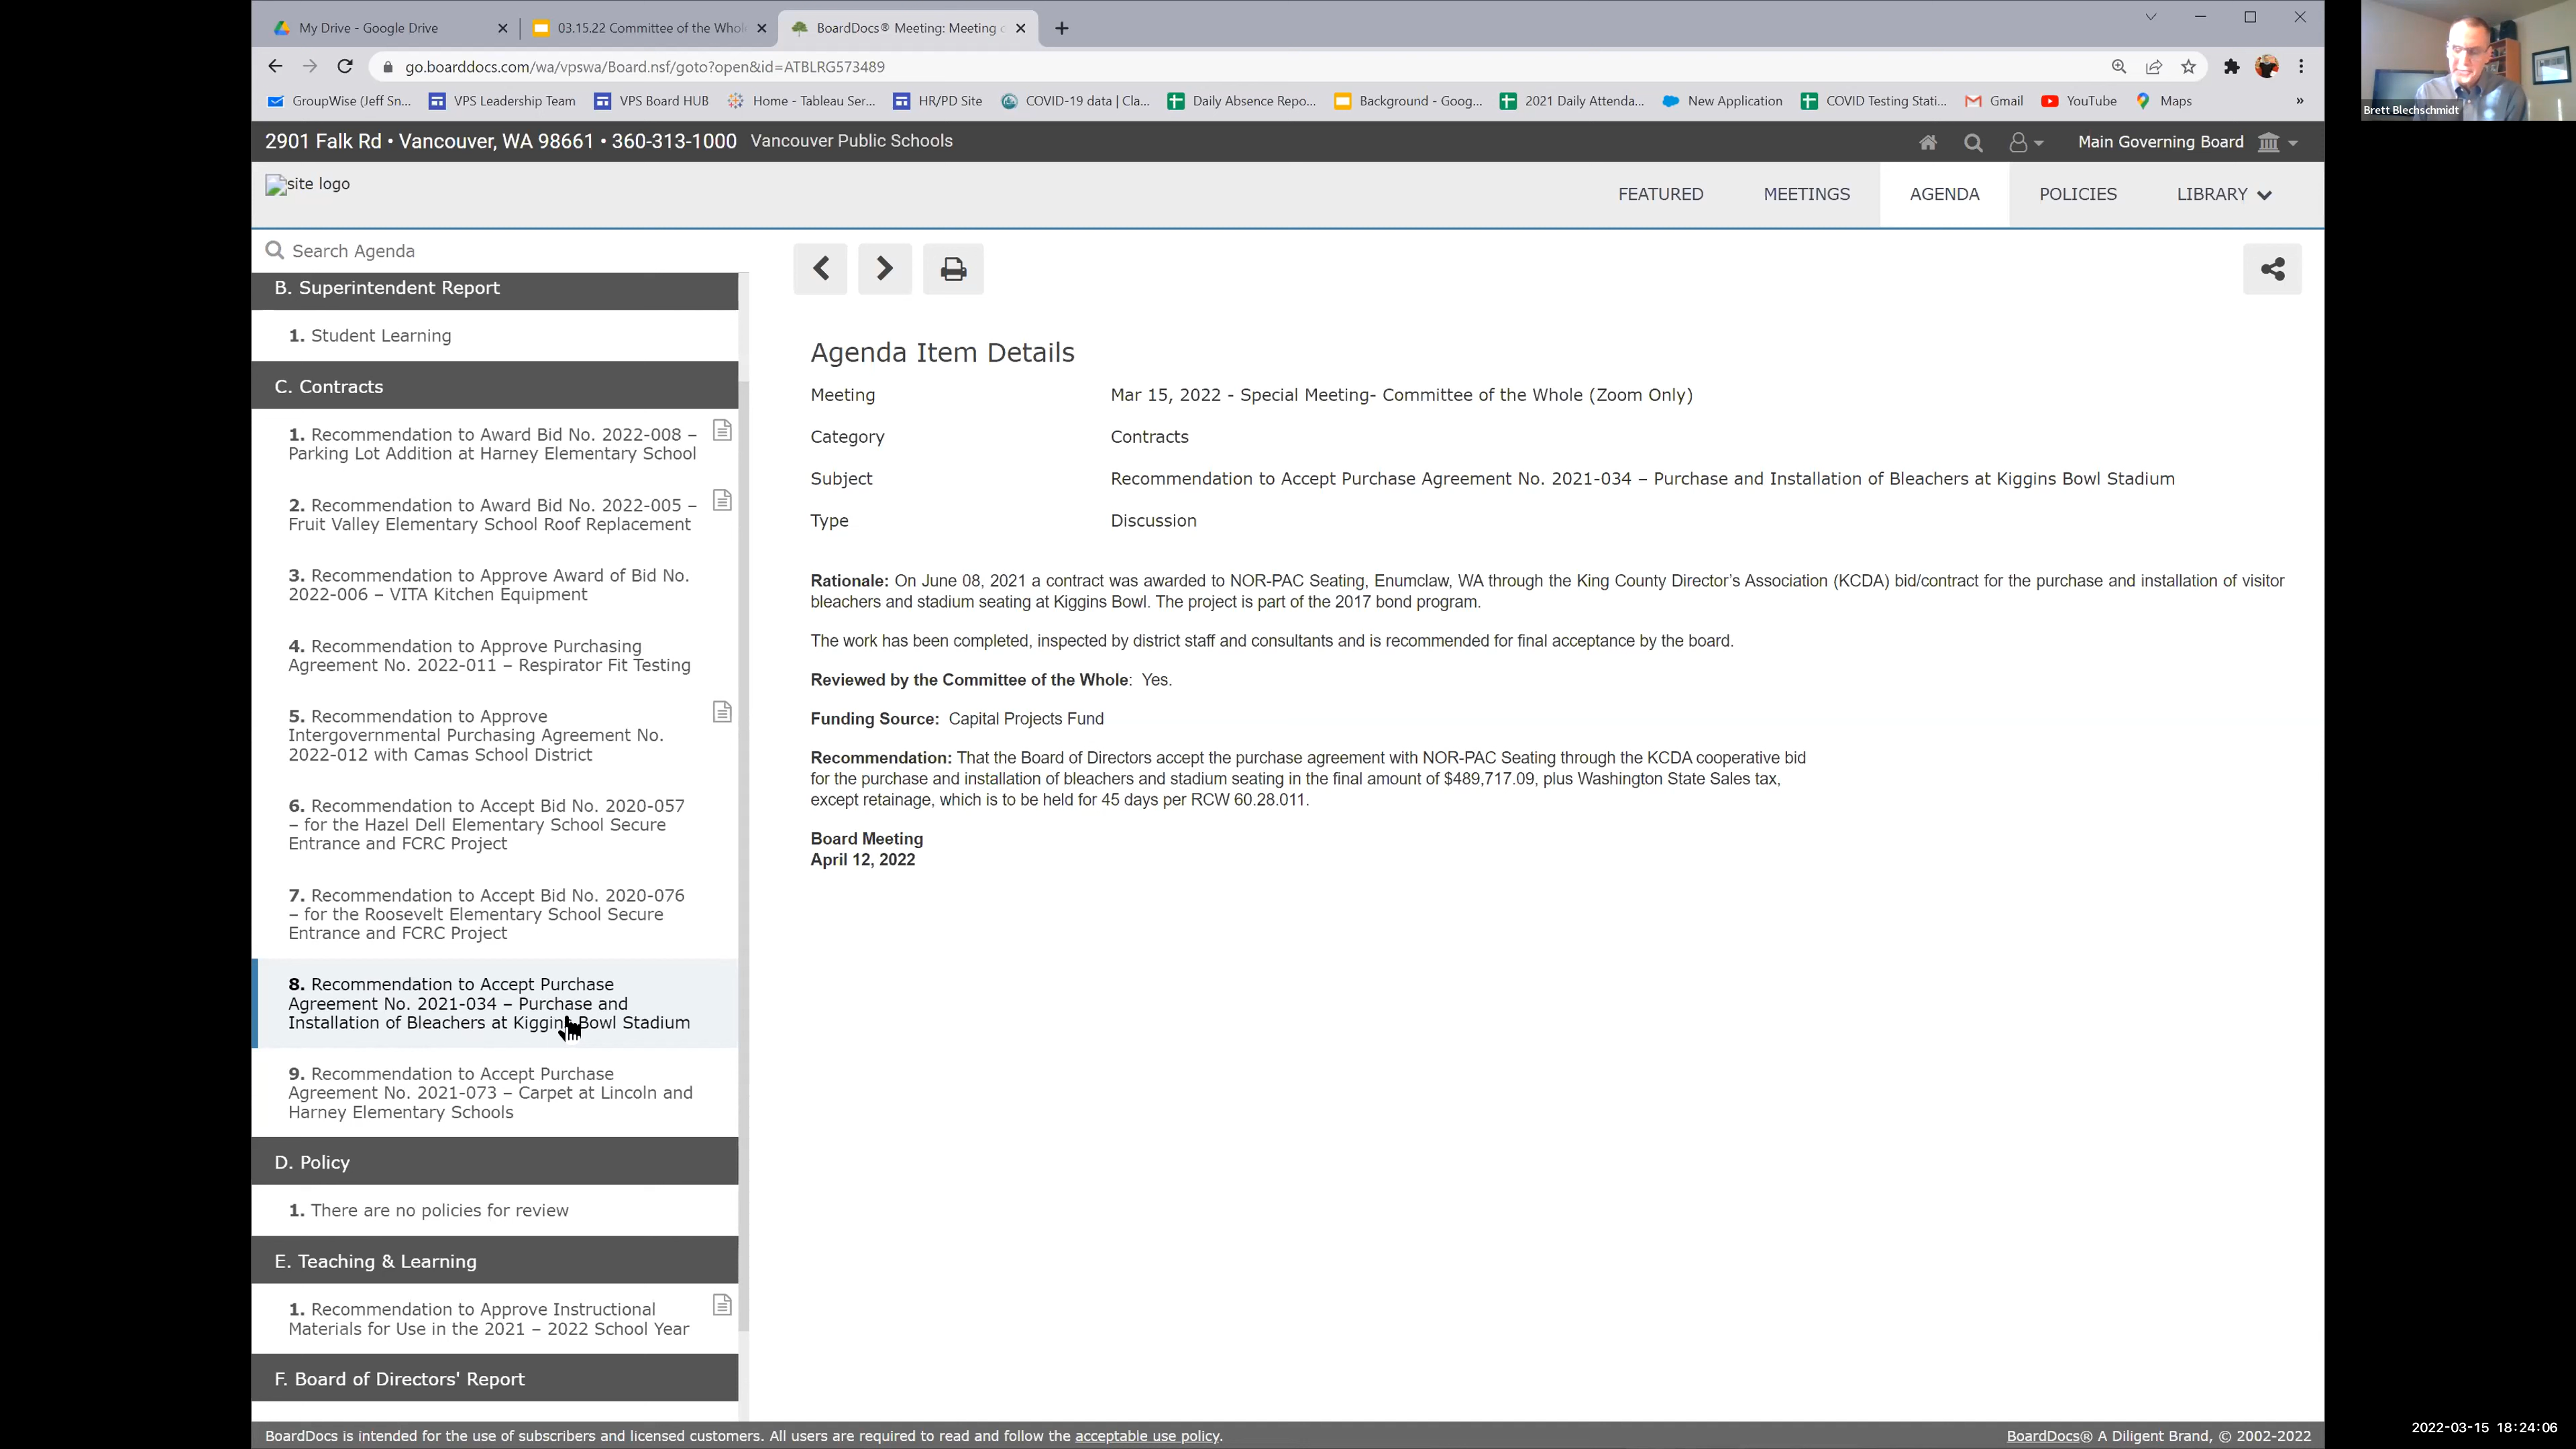 My Drive - Google Drive
03.15.22 Committee of the Whol
BoardDocs® Meeting: Meeting
go.boarddocs.com/wa/vpswa/Board.nsf/goto?open&id=ATBLRG573489
GroupWise (Jeff Sn...
VPS Leadership Team
VPS Board HUB
Home - Tableau Ser...
HR/PD Site
COVID-19 data | Cla...
Daily Absence Repo...
Background - Goog...
2021 Daily Attenda...
New Application
COVID Testing Stati...
Gmail
YouTube
Maps
»
Brett Blechschmidt
2901 Falk Rd • Vancouver, WA 98661 • 360-313-1000 Vancouver Public Schools
Main Governing Board
site logo
FEATURED
MEETINGS
AGENDA
POLICIES
LIBRARY
Search Agenda
B. Superintendent Report
1. Student Learning
C. Contracts
1. Recommendation to Award Bid No. 2022-008 –
Parking Lot Addition at Harney Elementary School
2. Recommendation to Award Bid No. 2022-005 –
Fruit Valley Elementary School Roof Replacement
3. Recommendation to Approve Award of Bid No.
2022-006 – VITA Kitchen Equipment
4. Recommendation to Approve Purchasing
Agreement No. 2022-011 – Respirator Fit Testing
5. Recommendation to Approve
Intergovernmental Purchasing Agreement No.
2022-012 with Camas School District
6. Recommendation to Accept Bid No. 2020-057
– for the Hazel Dell Elementary School Secure
Entrance and FCRC Project
7. Recommendation to Accept Bid No. 2020-076
– for the Roosevelt Elementary School Secure
Entrance and FCRC Project
8. Recommendation to Accept Purchase
Agreement No. 2021-034 – Purchase and
Installation of Bleachers at Kiggins Bowl Stadium
9. Recommendation to Accept Purchase
Agreement No. 2021-073 – Carpet at Lincoln and
Harney Elementary Schools
D. Policy
1. There are no policies for review
E. Teaching & Learning
1. Recommendation to Approve Instructional
Materials for Use in the 2021 – 2022 School Year
F. Board of Directors' Report
Agenda Item Details
Meeting Mar 15, 2022 - Special Meeting- Committee of the Whole (Zoom Only)
Category Contracts
Subject Recommendation to Accept Purchase Agreement No. 2021-034 – Purchase and Installation of Bleachers at Kiggins Bowl Stadium
Type Discussion
Rationale: On June 08, 2021 a contract was awarded to NOR-PAC Seating, Enumclaw, WA through the King County Director's Association (KCDA) bid/contract for the purchase and installation of visitor
bleachers and stadium seating at Kiggins Bowl. The project is part of the 2017 bond program.
The work has been completed, inspected by district staff and consultants and is recommended for final acceptance by the board.
Reviewed by the Committee of the Whole: Yes.
Funding Source: Capital Projects Fund
Recommendation: That the Board of Directors accept the purchase agreement with NOR-PAC Seating through the KCDA cooperative bid
for the purchase and installation of bleachers and stadium seating in the final amount of $489,717.09, plus Washington State Sales tax,
except retainage, which is to be held for 45 days per RCW 60.28.011.
Board Meeting
April 12, 2022
BoardDocs is intended for the use of subscribers and licensed customers. All users are required to read and follow the acceptable use policy.
BoardDocs® A Diligent Brand, © 2002-2022
2022-03-15 18:24:06